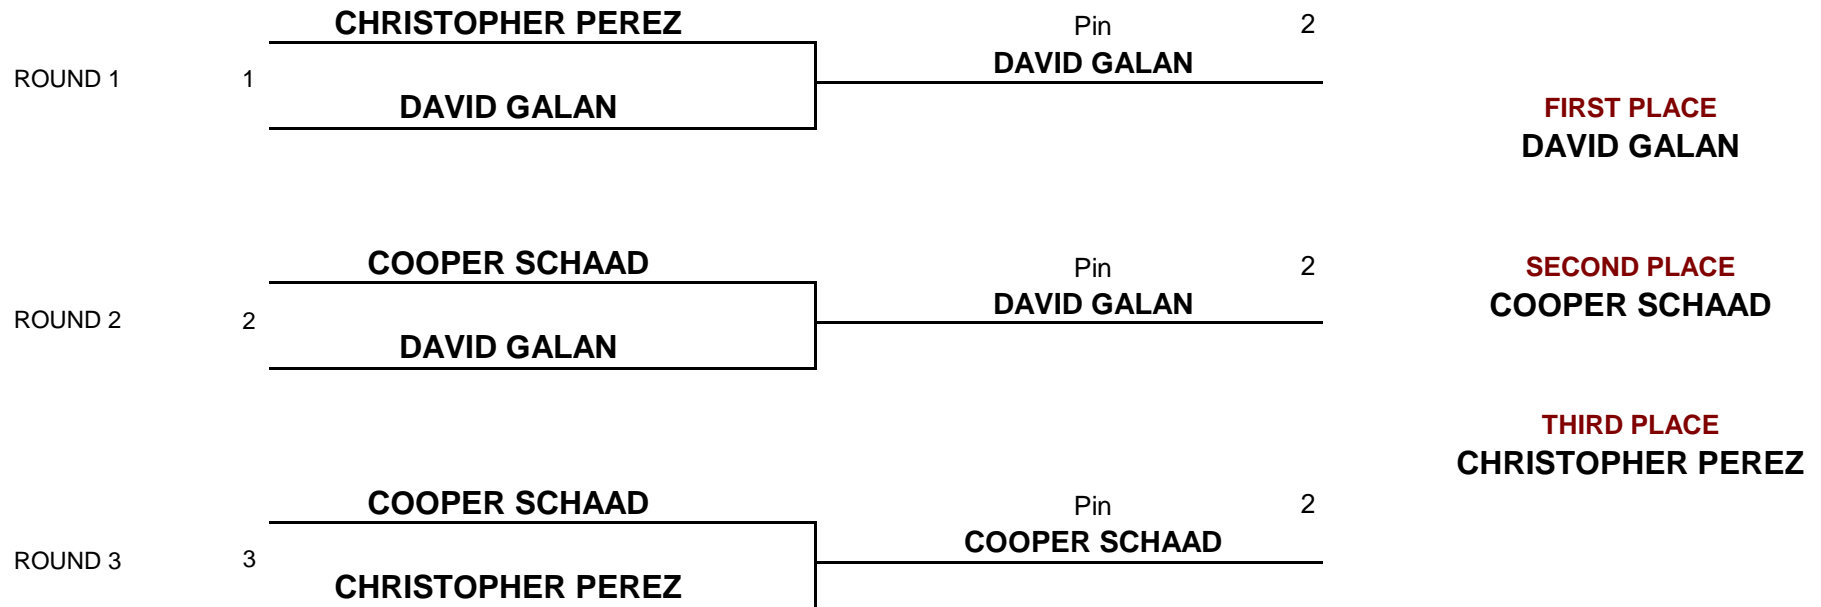 CHRISTOPHER PEREZ
Pin 2
DAVID GALAN
ROUND 1 1
DAVID GALAN
FIRST PLACE
DAVID GALAN
COOPER SCHAAD
Pin 2
DAVID GALAN
ROUND 2 2
DAVID GALAN
SECOND PLACE
COOPER SCHAAD
THIRD PLACE
CHRISTOPHER PEREZ
COOPER SCHAAD
Pin 2
COOPER SCHAAD
ROUND 3 3
CHRISTOPHER PEREZ